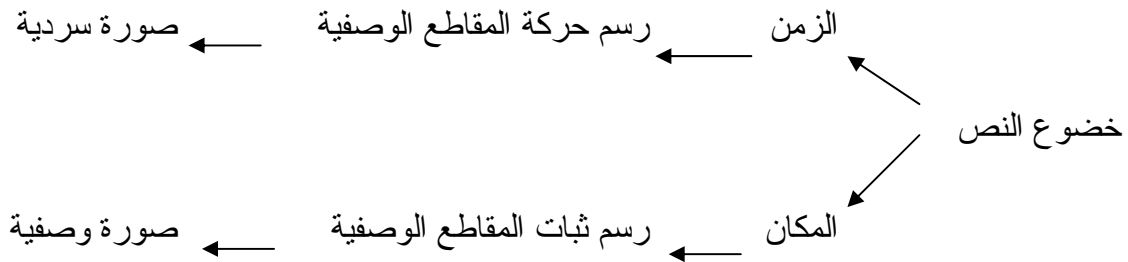 الزمن رسم حركة المقاطع الوصفية صورة سردية
خضوع النص
المكان رسم ثبات المقاطع الوصفية صورة وصفية